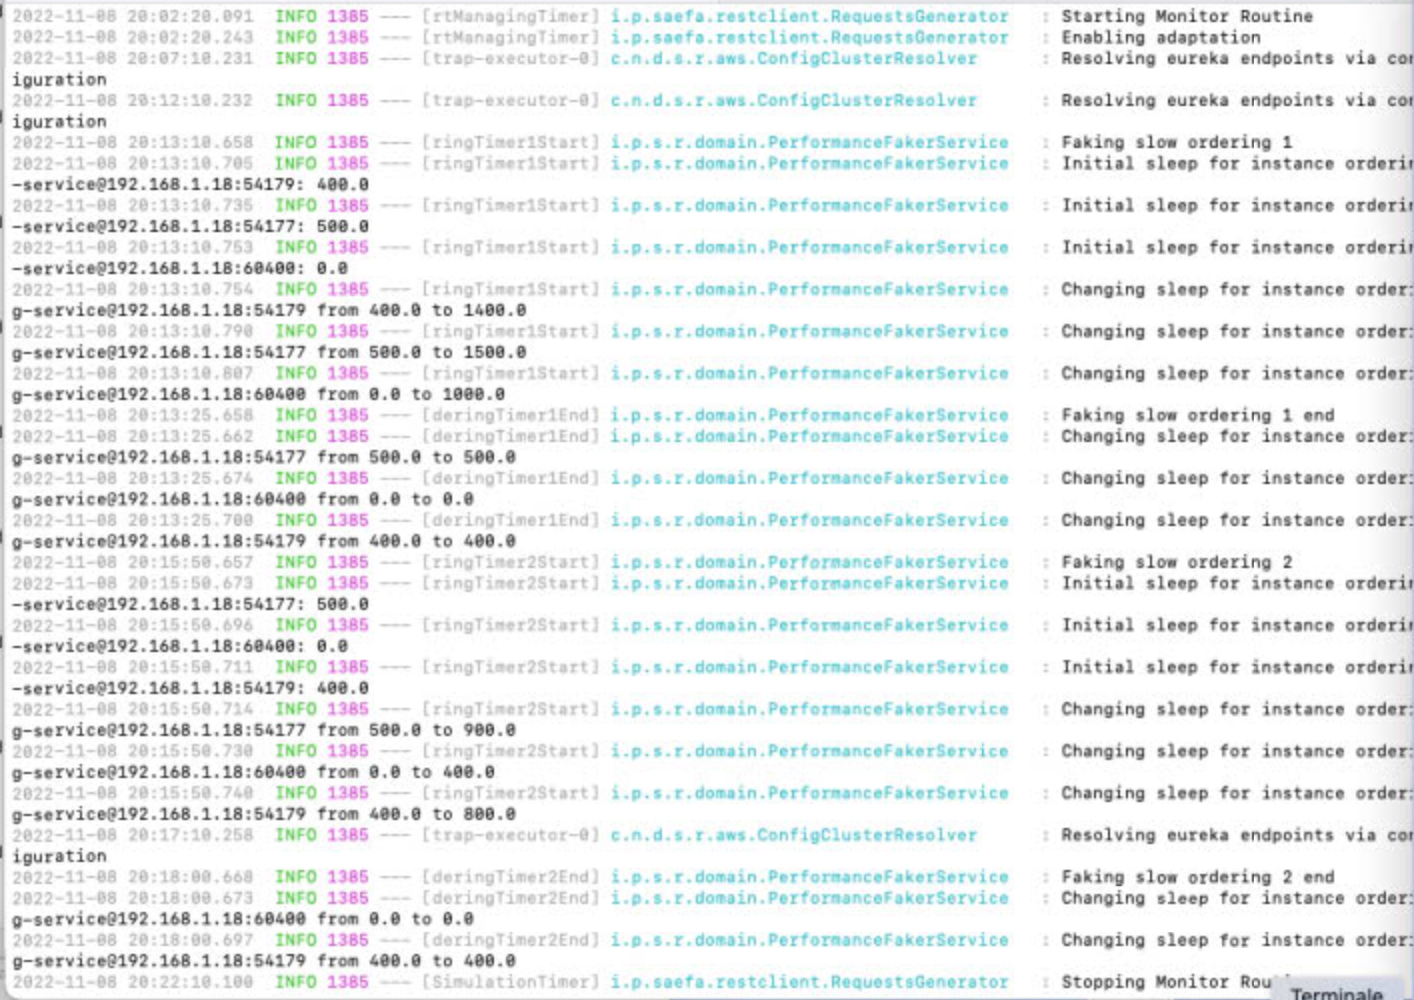 2022-11-08 20:02:20.091 INFO 1385 --- [rtManagingTimer] i.p.saefa.restclient.RequestsGenerator : Starting Monitor Routine
2022-11-08 20:02:20.243 INFO 1385 --- [rtManagingTimer] i.p.saefa.restclient.RequestsGenerator : Enabling adaptation
2022-11-08 20:07:10.231 INFO 1385 --- [trap-executor-0] c.n.d.s.r.aws.ConfigClusterResolver : Resolving eureka endpoints via con
iguration
2022-11-08 20:12:10.232 INFO 1385 --- [trap-executor-0] c.n.d.s.r.aws.ConfigClusterResolver : Resolving eureka endpoints via con
iguration
2022-11-08 20:13:10.658 INFO 1385 --- [ringTimer1Start] i.p.s.r.domain.PerformanceFakerService : Faking slow ordering 1
2022-11-08 20:13:10.705 INFO 1385 --- [ringTimer1Start] i.p.s.r.domain.PerformanceFakerService : Initial sleep for instance orderin
-service@192.168.1.18:54179: 400.0
2022-11-08 20:13:10.735 INFO 1385 --- [ringTimer1Start] i.p.s.r.domain.PerformanceFakerService : Initial sleep for instance orderin
-service@192.168.1.18:54177: 500.0
2022-11-08 20:13:10.753 INFO 1385 --- [ringTimer1Start] i.p.s.r.domain.PerformanceFakerService : Initial sleep for instance orderin
-service@192.168.1.18:60400: 0.0
2022-11-08 20:13:10.754 INFO 1385 --- [ringTimer1Start] i.p.s.r.domain.PerformanceFakerService : Changing sleep for instance order
g-service@192.168.1.18:54179 from 400.0 to 1400.0
2022-11-08 20:13:10.790 INFO 1385 --- [ringTimer1Start] i.p.s.r.domain.PerformanceFakerService : Changing sleep for instance order
g-service@192.168.1.18:54177 from 500.0 to 1500.0
2022-11-08 20:13:10.807 INFO 1385 --- [ringTimer1Start] i.p.s.r.domain.PerformanceFakerService : Changing sleep for instance order
g-service@192.168.1.18:60400 from 0.0 to 1000.0
2022-11-08 20:13:25.658 INFO 1385 --- [deringTimer1End] i.p.s.r.domain.PerformanceFakerService : Faking slow ordering 1 end
2022-11-08 20:13:25.662 INFO 1385 --- [deringTimer1End] i.p.s.r.domain.PerformanceFakerService : Changing sleep for instance order
g-service@192.168.1.18:54177 from 500.0 to 500.0
2022-11-08 20:13:25.674 INFO 1385 --- [deringTimer1End] i.p.s.r.domain.PerformanceFakerService : Changing sleep for instance order
g-service@192.168.1.18:60400 from 0.0 to 0.0
2022-11-08 20:13:25.700 INFO 1385 --- [deringTimer1End] i.p.s.r.domain.PerformanceFakerService : Changing sleep for instance order
g-service@192.168.1.18:54179 from 400.0 to 400.0
2022-11-08 20:15:50.657 INFO 1385 --- [ringTimer2Start] i.p.s.r.domain.PerformanceFakerService : Faking slow ordering 2
2022-11-08 20:15:50.673 INFO 1385 --- [ringTimer2Start] i.p.s.r.domain.PerformanceFakerService : Initial sleep for instance orderin
-service@192.168.1.18:54177: 500.0
2022-11-08 20:15:50.696 INFO 1385 --- [ringTimer2Start] i.p.s.r.domain.PerformanceFakerService : Initial sleep for instance orderin
-service@192.168.1.18:60400: 0.0
2022-11-08 20:15:50.711 INFO 1385 --- [ringTimer2Start] i.p.s.r.domain.PerformanceFakerService : Initial sleep for instance orderin
-service@192.168.1.18:54179: 400.0
2022-11-08 20:15:50.714 INFO 1385 --- [ringTimer2Start] i.p.s.r.domain.PerformanceFakerService : Changing sleep for instance order
g-service@192.168.1.18:54177 from 500.0 to 900.0
2022-11-08 20:15:50.730 INFO 1385 --- [ringTimer2Start] i.p.s.r.domain.PerformanceFakerService : Changing sleep for instance order
g-service@192.168.1.18:60400 from 0.0 to 400.0
2022-11-08 20:15:50.740 INFO 1385 --- [ringTimer2Start] i.p.s.r.domain.PerformanceFakerService : Changing sleep for instance order
g-service@192.168.1.18:54179 from 400.0 to 800.0
2022-11-08 20:17:10.258 INFO 1385 --- [trap-executor-0] c.n.d.s.r.aws.ConfigClusterResolver : Resolving eureka endpoints via con
iguration
2022-11-08 20:18:00.668 INFO 1385 --- [deringTimer2End] i.p.s.r.domain.PerformanceFakerService : Faking slow ordering 2 end
2022-11-08 20:18:00.673 INFO 1385 --- [deringTimer2End] i.p.s.r.domain.PerformanceFakerService : Changing sleep for instance order
g-service@192.168.1.18:60400 from 0.0 to 0.0
2022-11-08 20:18:00.697 INFO 1385 --- [deringTimer2End] i.p.s.r.domain.PerformanceFakerService : Changing sleep for instance order
g-service@192.168.1.18:54179 from 400.0 to 400.0
2022-11-08 20:22:10.100 INFO 1385 --- [SimulationTimer] i.p.saefa.restclient.RequestsGenerator : Stopping Monitor Rou
Terminale